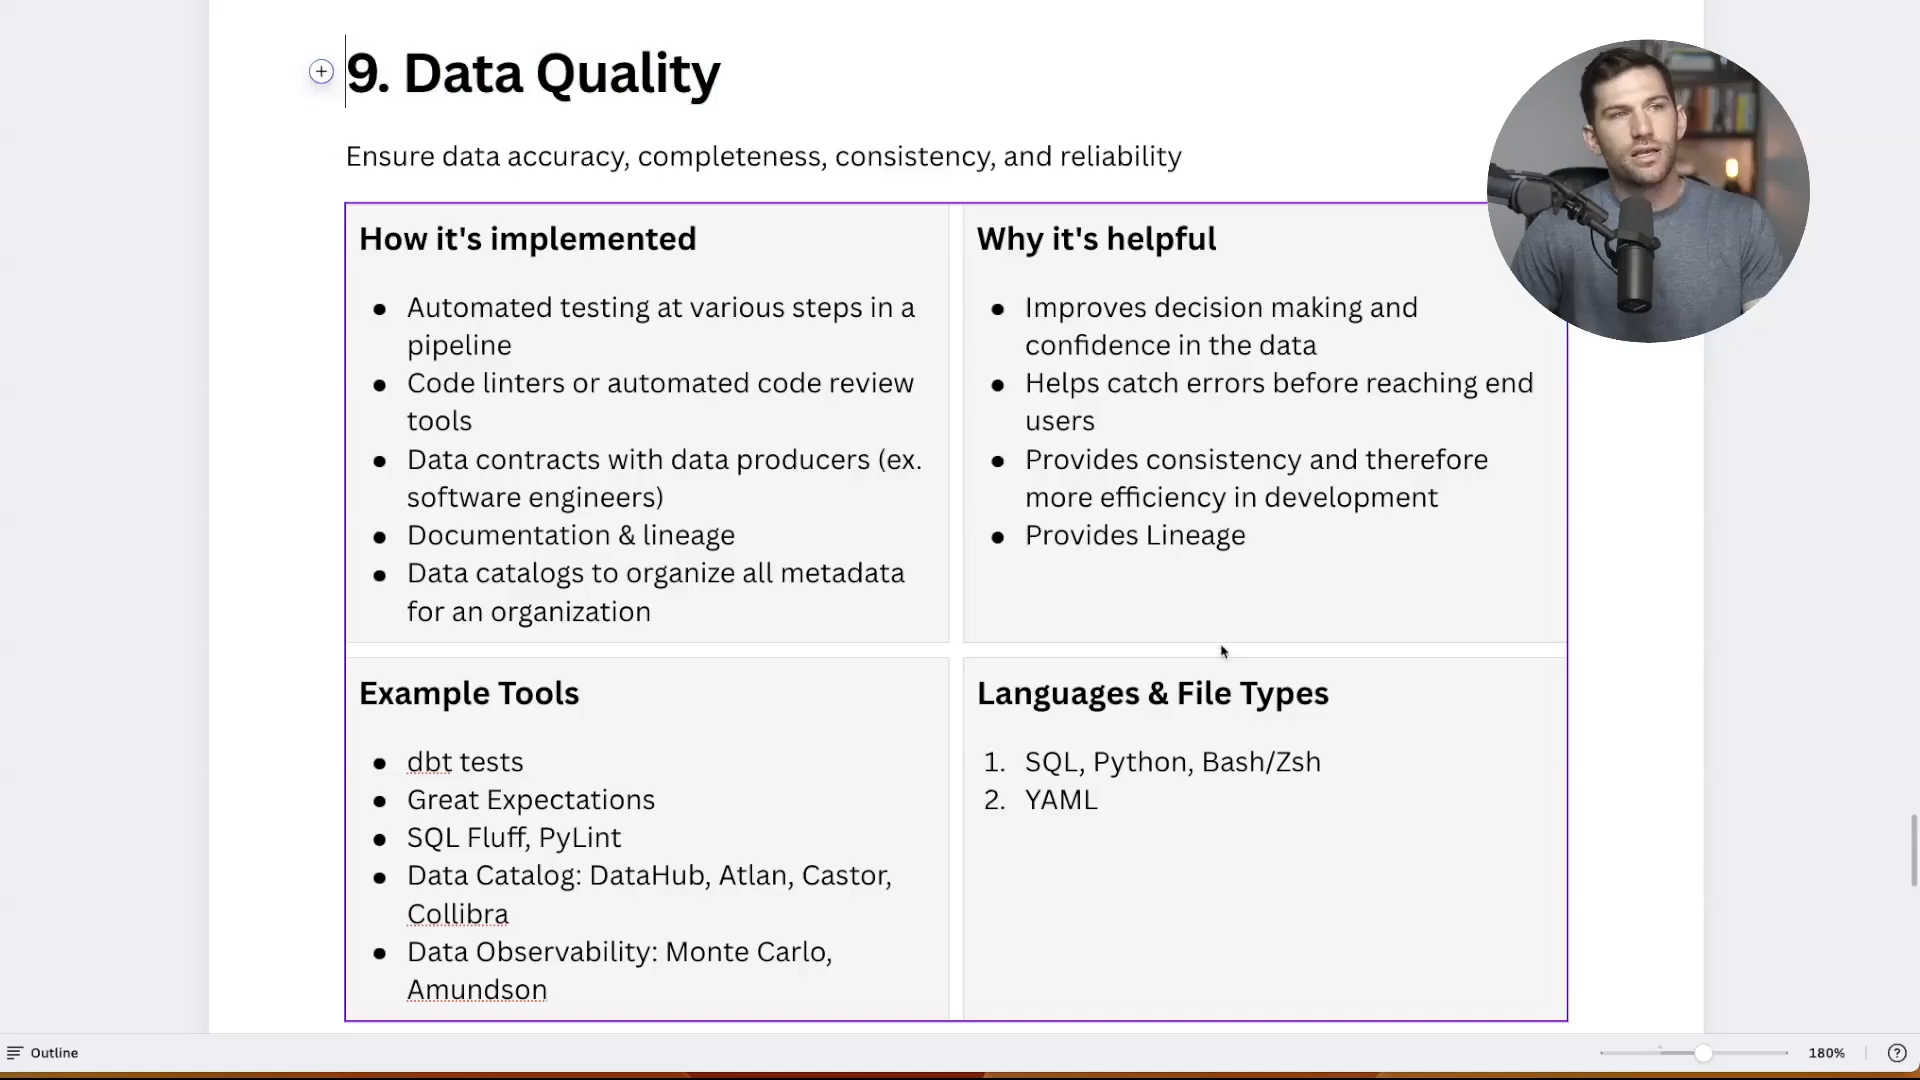 9. Data Quality
Ensure data accuracy, completeness, consistency, and reliability
How it's implemented
● Automated testing at various steps in a
pipeline
● Code linters or automated code review
tools
● Data contracts with data producers (ex.
software engineers)
● Documentation & lineage
● Data catalogs to organize all metadata
for an organization
Why it's helpful
● Improves decision making and
confidence in the data
● Helps catch errors before reaching end
users
● Provides consistency and therefore
more efficiency in development
● Provides Lineage
Example Tools
● dbt tests
● Great Expectations
● SQL Fluff, PyLint
● Data Catalog: DataHub, Atlan, Castor,
Collibra
● Data Observability: Monte Carlo,
Amundson
Languages & File Types
1. SQL, Python, Bash/Zsh
2. YAML
Outline
180%